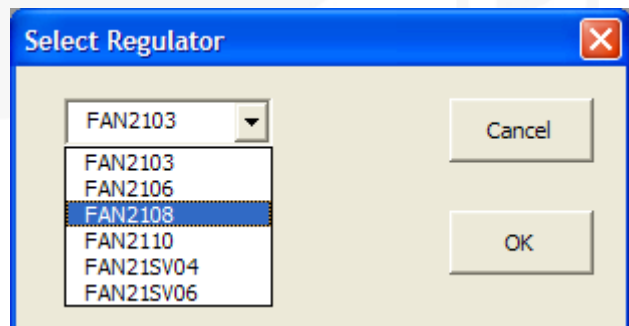 Select Regulator
FAN2103
Cancel
FAN2103
FAN2106
FAN2108
FAN2110
FAN21SV04
FAN21SV06
OK